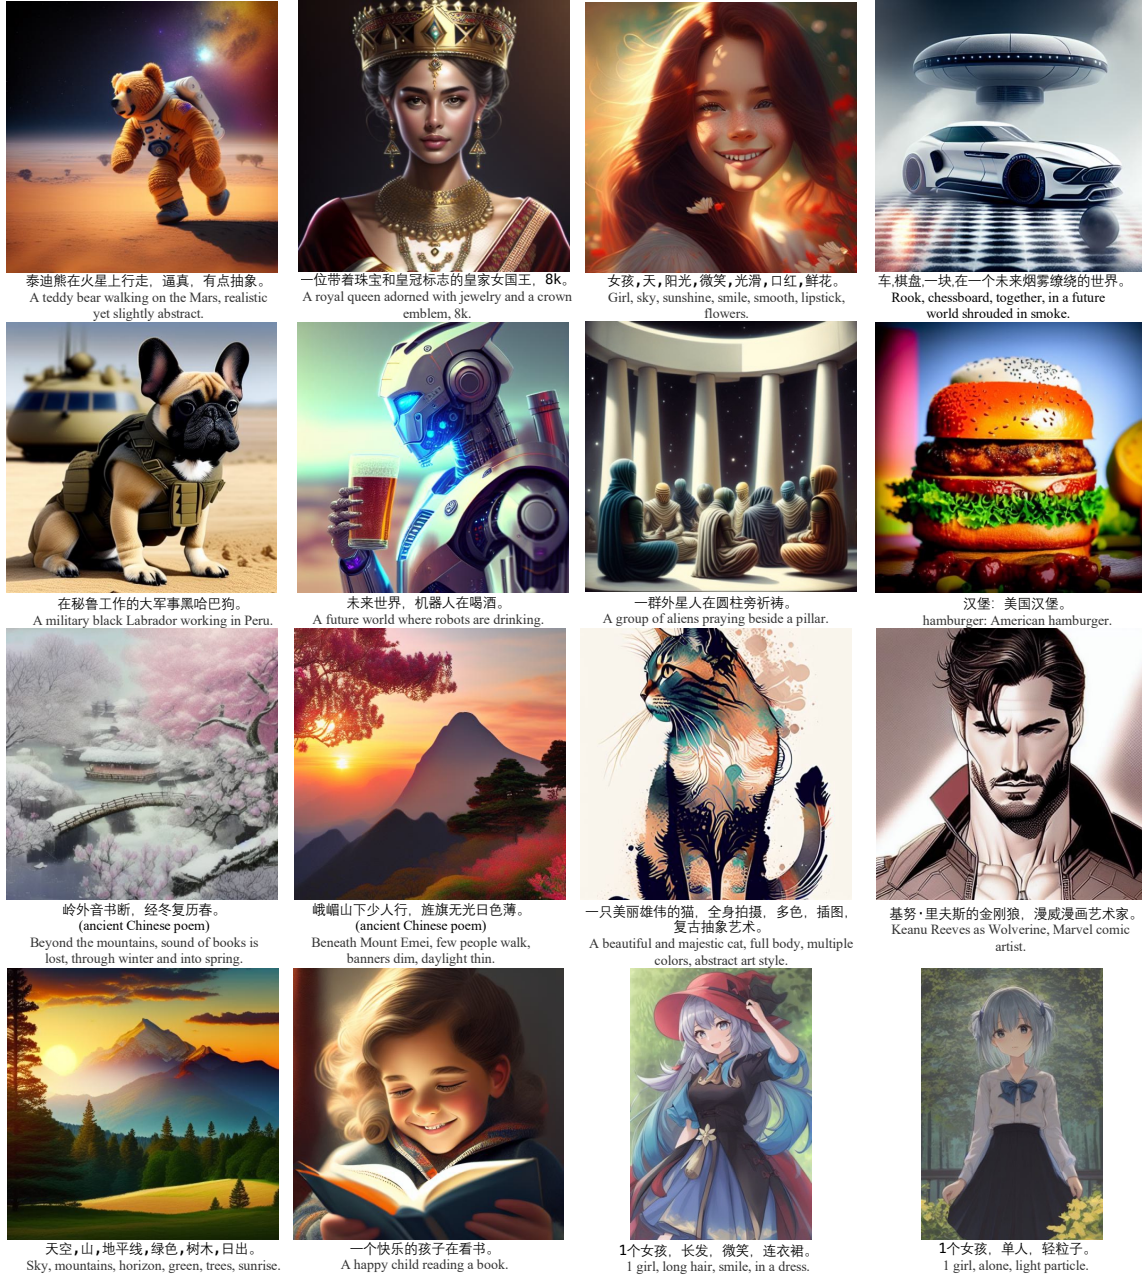 泰迪熊在火星上行走，逼真，有点抽象。
A teddy bear walking on the Mars, realistic
yet slightly abstract.
一位带着珠宝和皇冠标志的皇家女国王，8k。
A royal queen adorned with jewelry and a crown
emblem, 8k.
女孩,天,阳光,微笑,光滑,口红,鲜花。
Girl, sky, sunshine, smile, smooth, lipstick,
flowers.
车,棋盘,一块,在一个未来烟雾缭绕的世界。
Rook, chessboard, together, in a future
world shrouded in smoke.
在秘鲁工作的大军事黑哈巴狗。
A military black Labrador working in Peru.
未来世界，机器人在喝酒。
A future world where robots are drinking.
一群外星人在圆柱旁祈祷。
A group of aliens praying beside a pillar.
汉堡：美国汉堡。
hamburger: American hamburger.
岭外音书断，经冬复历春。
(ancient Chinese poem)
Beyond the mountains, sound of books is
lost, through winter and into spring.
峨嵋山下少人行，旌旗无光日色薄。
(ancient Chinese poem)
Beneath Mount Emei, few people walk,
banners dim, daylight thin.
一只美丽雄伟的猫，全身拍摄，多色，插图，
复古抽象艺术。
A beautiful and majestic cat, full body, multiple
colors, abstract art style.
基努·里夫斯的金刚狼，漫威漫画艺术家。
Keanu Reeves as Wolverine, Marvel comic
artist.
天空,山,地平线,绿色,树木,日出。
Sky, mountains, horizon, green, trees, sunrise.
一个快乐的孩子在看书。
A happy child reading a book.
1个女孩，长发，微笑，连衣裙。
1 girl, long hair, smile, in a dress.
1个女孩，单人，轻粒子。
1 girl, alone, light particle.